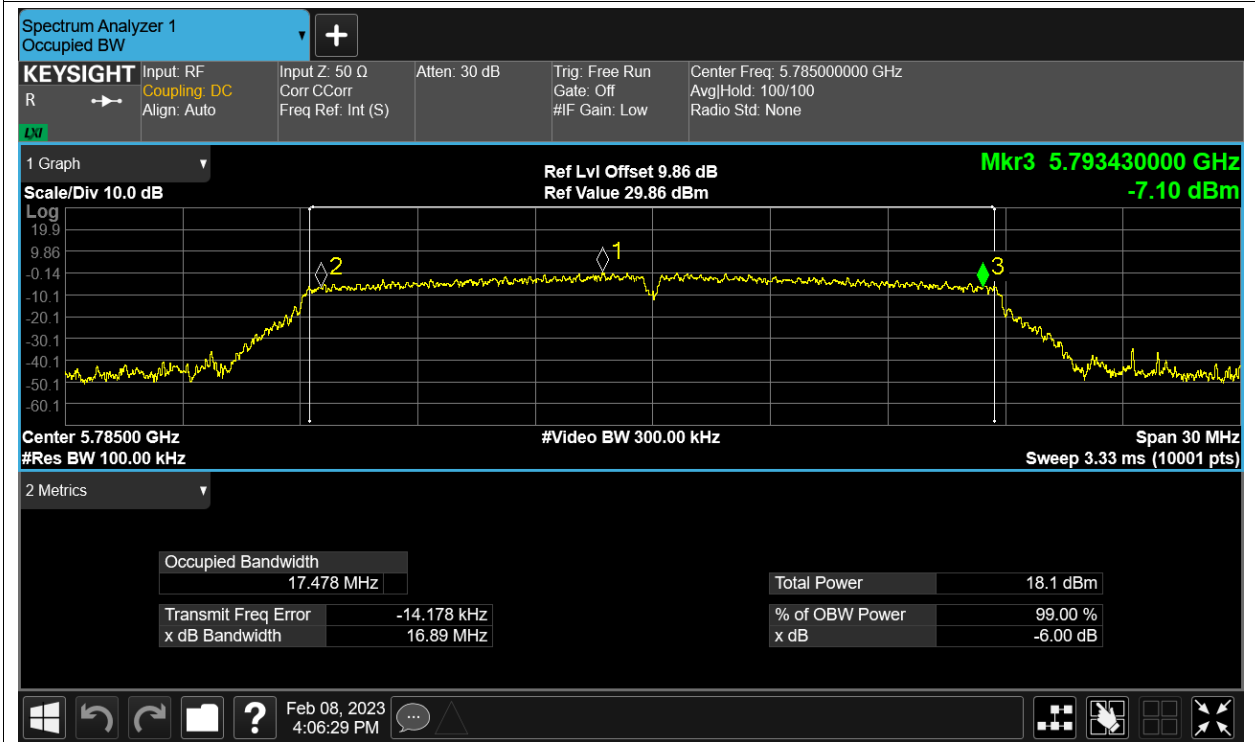 Spectrum Analyzer 1
Occupied BW
KEYSIGHT
R
LXI
Input: RF
Coupling: DC
Align: Auto
Input Z: 50 Ω
Corr CCorr
Freq Ref: Int (S)
Atten: 30 dB
Trig: Free Run
Gate: Off
#IF Gain: Low
Center Freq: 5.785000000 GHz
Avg|Hold: 100/100
Radio Std: None
1 Graph
Scale/Div 10.0 dB
Ref Lvl Offset 9.86 dB
Ref Value 29.86 dBm
Mkr3 5.793430000 GHz
-7.10 dBm
Log
19.9
9.86
-0.14
-10.1
-20.1
-30.1
-40.1
-50.1
-60.1
2
1
3
Center 5.78500 GHz
#Res BW 100.00 kHz
#Video BW 300.00 kHz
Span 30 MHz
Sweep 3.33 ms (10001 pts)
2 Metrics
Occupied Bandwidth
17.478 MHz
Transmit Freq Error -14.178 kHz
x dB Bandwidth 16.89 MHz
Total Power 18.1 dBm
% of OBW Power 99.00 %
x dB -6.00 dB
?
Feb 08, 2023
4:06:29 PM